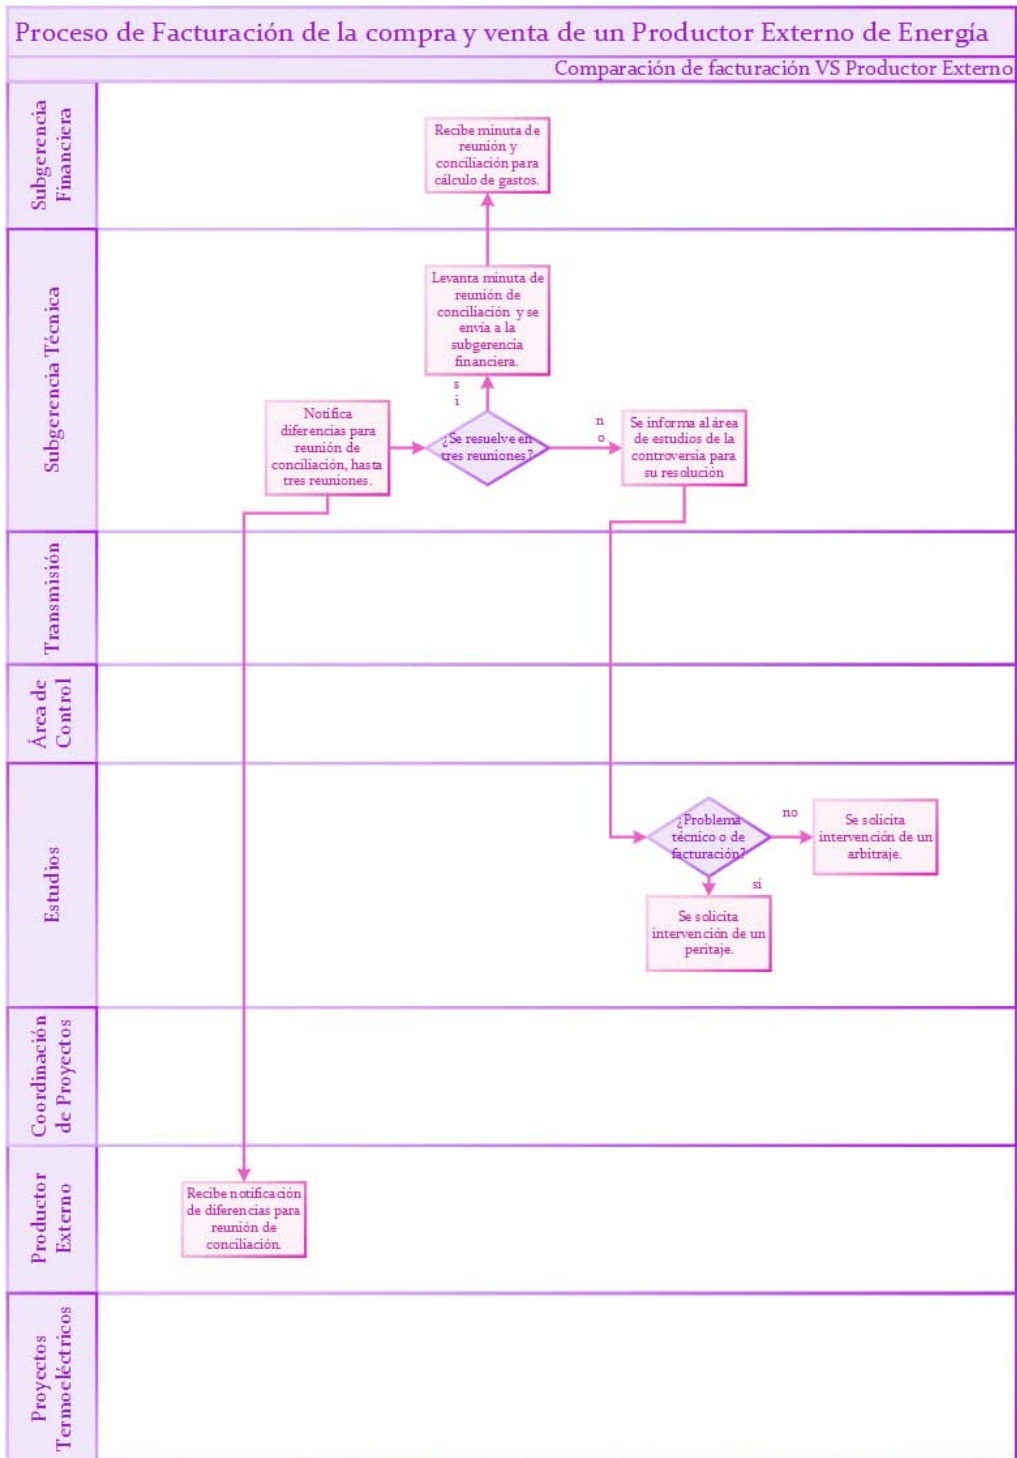 Proceso de Facturación de la compra y venta de un Productor Externo de Energía
Comparación de facturación VS Productor Externo
Subgerencia
Financiera
Recibe minuta de
reunión y
conciliación para
cálculo de gastos.
Subgerencia Técnica
Levanta minuta de
reunión de
conciliación y se
envía a la
subgerencia
financiera.
s
i
Notifica
diferencias para
reunión de
conciliación, hasta
tres reuniones.
¿Se resuelve en
tres reuniones?
n
o
Se informa al área
de estudios de la
controversia para
su resolución
Transmisión
Área de
Control
Estudios
¿Problema
técnico o de
facturación?
no
Se solicita
intervención de un
arbitraje.
sí
Se solicita
intervención de un
peritaje.
Coordinación
de Proyectos
Productor
Externo
Recibe notificación
de diferencias para
reunión de
conciliación.
Proyectos
Termoeléctricos